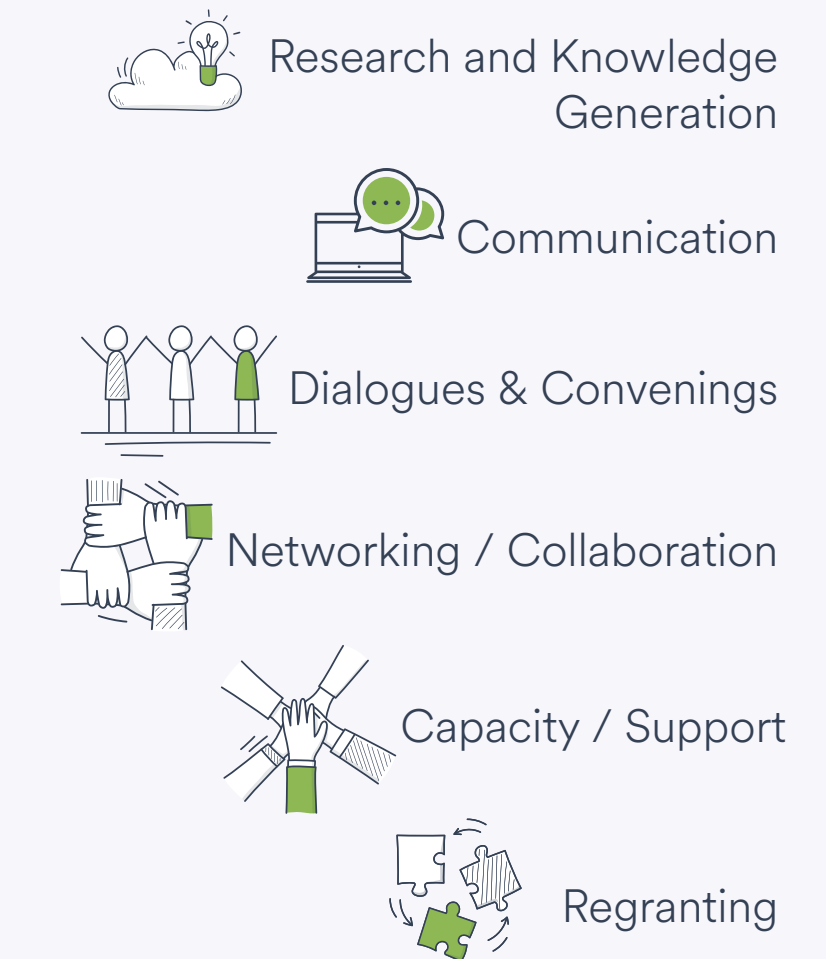 Research and Knowledge
Generation
Communication
Dialogues & Convenings
Networking / Collaboration
Capacity / Support
Regranting